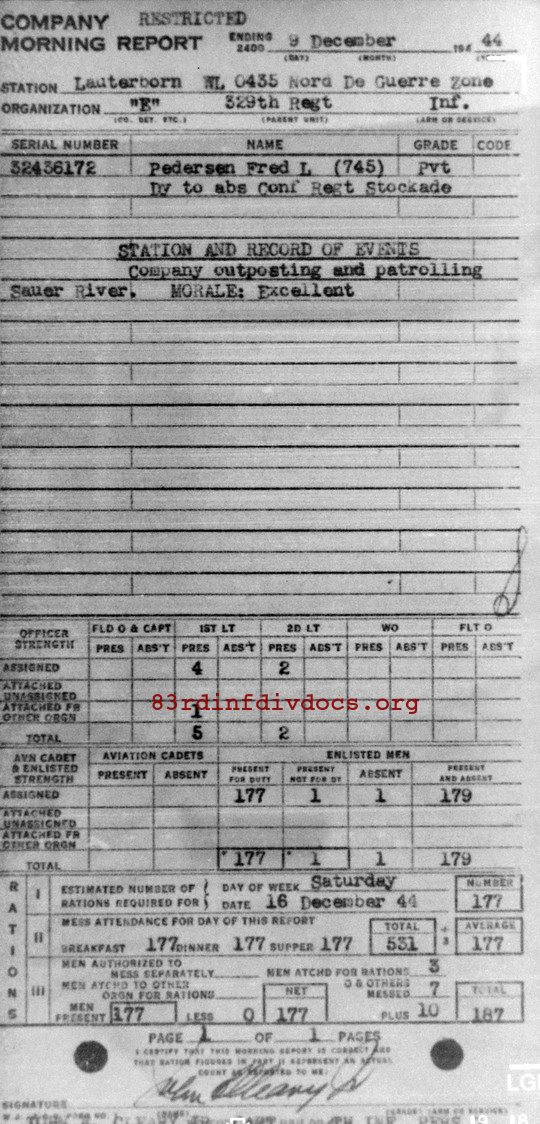 COMPANY RESTRICTED
MORNING REPORT ENDING 2400 9 December 194 44
(DAY) (MONTH)
STATION Lauterborn WL 0435 Nord De Guerre Zone
ORGANIZATION "E" 329th Regt Inf.
(CO. DET. ETC.) (PARENT UNIT) (ARM OR SERVICE)
SERIAL NUMBER NAME GRADE CODE
32436172 Pedersen Fred L (745) Pvt
Dy to abs Conf Regt Stockade
STATION AND RECORD OF EVENTS
Company outposting and patrolling
Sauer River. MORALE: Excellent
OFFICER STRENGTH FLD O & CAPT 1ST LT 2D LT WO FLT O
PRES ABS'T PRES ABS'T PRES ABS'T PRES ABS'T PRES ABS'T
ASSIGNED 4 2
ATTACHED UNASSIGNED
ATTACHED FR OTHER ORGN 1
83rdinfdivdocs.org
TOTAL 5 2
AVN CADET & ENLISTED STRENGTH AVIATION CADETS ENLISTED MEN
PRESENT ABSENT PRESENT FOR DUTY PRESENT NOT FOR DY ABSENT PRESENT AND ABSENT
ASSIGNED 177 1 1 179
ATTACHED UNASSIGNED
ATTACHED FR OTHER ORGN
TOTAL 177 1 1 179
RATIONS
I ESTIMATED NUMBER OF RATIONS REQUIRED FOR DAY OF WEEK Saturday NUMBER
DATE 16 December 44 177
II MESS ATTENDANCE FOR DAY OF THIS REPORT TOTAL ÷ 3 AVERAGE
BREAKFAST 177 DINNER 177 SUPPER 177 531 177
III MEN AUTHORIZED TO MESS SEPARATELY MEN ATCHD FOR RATIONS 3
MEN ATCHD TO OTHER ORGN FOR RATIONS NET O & OTHERS MESSED 7 TOTAL
MEN PRESENT 177 LESS 0 177 PLUS 10 187
PAGE 1 OF 1 PAGES
I CERTIFY THAT THIS MORNING REPORT IS CORRECT AND
THAT RATION FIGURES IN PART II REPRESENT AN ACTUAL
COUNT AS REPORTED TO ME:
SIGNATURE